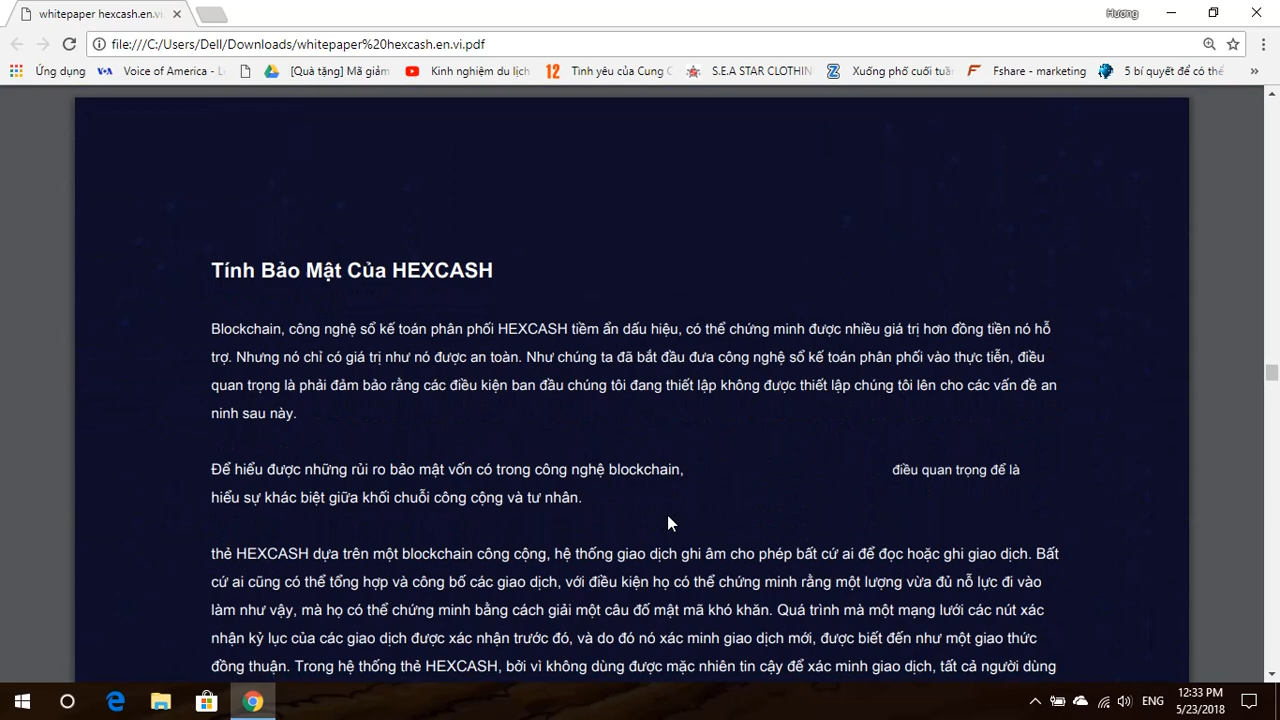 whitepaper hexcash.en.vi.
Hương
file:///C:/Users/Dell/Downloads/whitepaper%20hexcash.en.vi.pdf
Ứng dụng VOA Voice of America - L [Quà tặng] Mã giảm Kinh nghiệm du lịch 12 Tình yêu của Cung C S.E.A STAR CLOTHIN Z Xuống phố cuối tuần F Fshare - marketing 5 bí quyết để có thể »
Tính Bảo Mật Của HEXCASH
Blockchain, công nghệ sổ kế toán phân phối HEXCASH tiềm ẩn dấu hiệu, có thể chứng minh được nhiều giá trị hơn đồng tiền nó hỗ
trợ. Nhưng nó chỉ có giá trị như nó được an toàn. Như chúng ta đã bắt đầu đưa công nghệ sổ kế toán phân phối vào thực tiễn, điều
quan trọng là phải đảm bảo rằng các điều kiện ban đầu chúng tôi đang thiết lập không được thiết lập chúng tôi lên cho các vấn đề an
ninh sau này.
Để hiểu được những rủi ro bảo mật vốn có trong công nghệ blockchain, điều quan trọng để là
hiểu sự khác biệt giữa khối chuỗi công cộng và tư nhân.
thẻ HEXCASH dựa trên một blockchain công cộng, hệ thống giao dịch ghi âm cho phép bất cứ ai để đọc hoặc ghi giao dịch. Bất
cứ ai cũng có thể tổng hợp và công bố các giao dịch, với điều kiện họ có thể chứng minh rằng một lượng vừa đủ nỗ lực đi vào
làm như vậy, mà họ có thể chứng minh bằng cách giải một câu đố mật mã khó khăn. Quá trình mà một mạng lưới các nút xác
nhận kỷ lục của các giao dịch được xác nhận trước đó, và do đó nó xác minh giao dịch mới, được biết đến như một giao thức
đồng thuận. Trong hệ thống thẻ HEXCASH, bởi vì không dùng được mặc nhiên tin cậy để xác minh giao dịch, tất cả người dùng
ENG
12:33 PM
5/23/2018